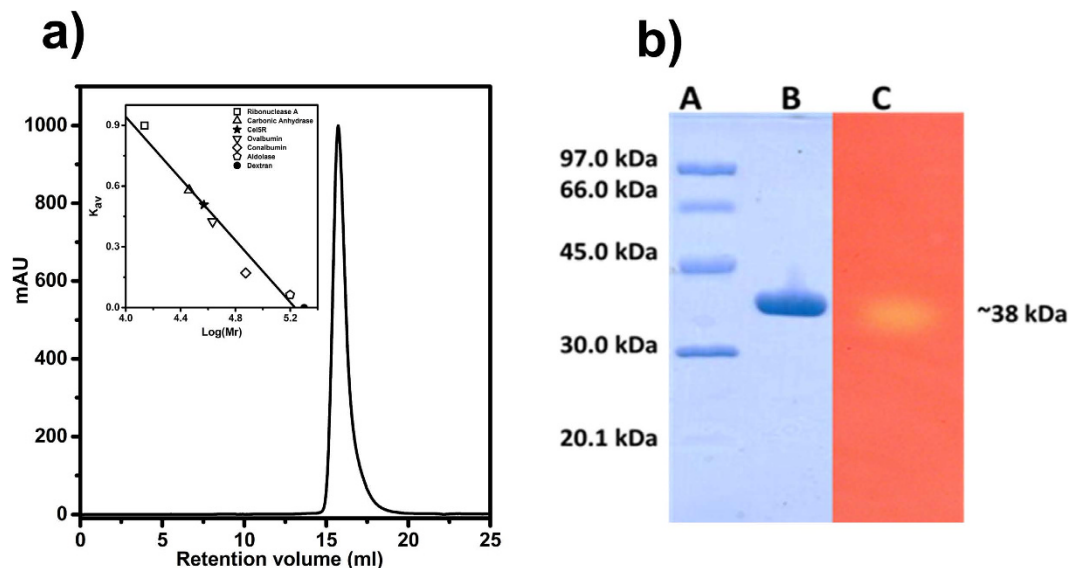 a)
1000
800
600
400
200
0
mAU
0 5 10 15 20 25
Retention volume (ml)
0.9
0.6
0.3
0.0
Kav
4.0 4.4 4.8 5.2
Log(Mr)
Ribonuclease A
Carbonic Anhydrase
Cel5R
Ovalbumin
Conalbumin
Aldolase
Dextran
b)
A B C
97.0 kDa
66.0 kDa
45.0 kDa
30.0 kDa
20.1 kDa
~38 kDa